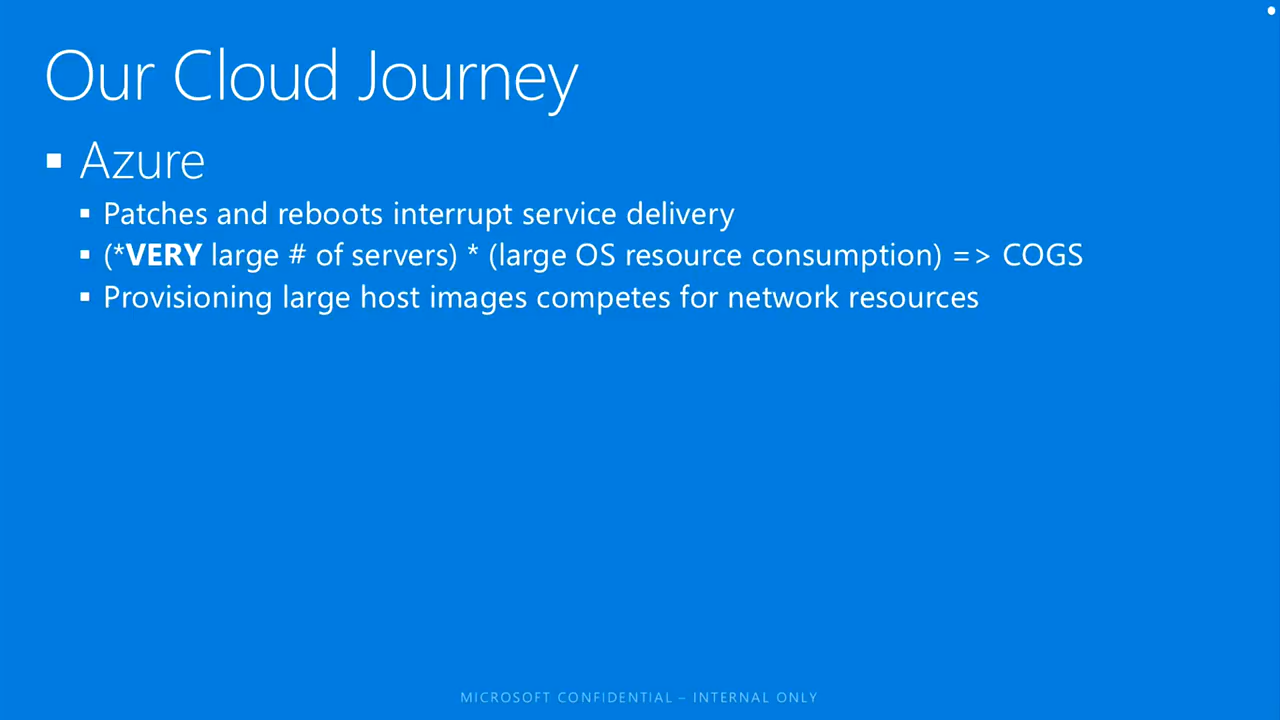 Our Cloud Journey
▪ Azure
▪ Patches and reboots interrupt service delivery
▪ (*VERY large # of servers) * (large OS resource consumption) => COGS
▪ Provisioning large host images competes for network resources
MICROSOFT CONFIDENTIAL – INTERNAL ONLY